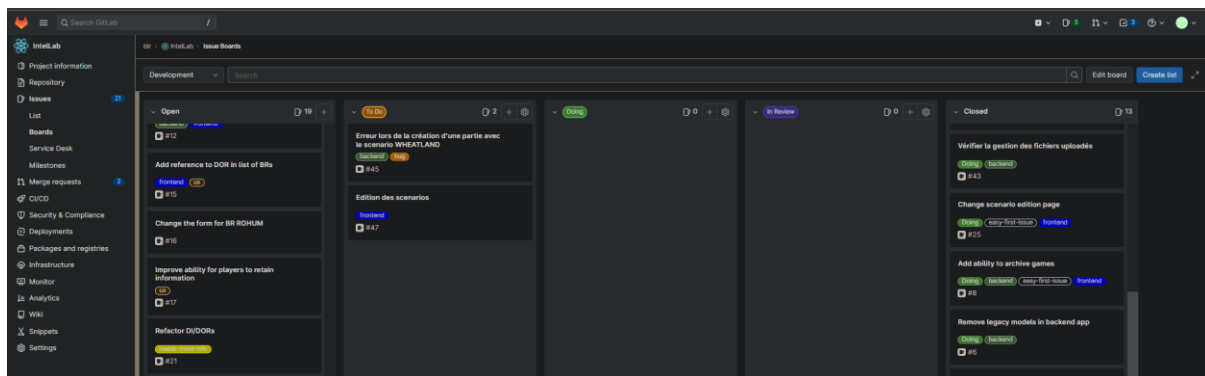 Search GitLab
/
3
3
IntelLab
IntelLab
Issue Boards
Project information
Repository
Issues
21
List
Boards
Service Desk
Milestones
Merge requests
2
CI/CD
Security & Compliance
Deployments
Packages and registries
Infrastructure
Monitor
Analytics
Wiki
Snippets
Settings
Development
Search
Edit board
Create list
Open
19
#12
Add reference to DOR in list of BRs
frontend
UX
#15
Change the form for BR ROHUM
#16
Improve ability for players to retain
information
UX
#17
Refactor DI/DORs
needs-more-info
#21
To Do
2
Erreur lors de la création d'une partie avec
le scenario WHEATLAND
backend bug
#45
Edition des scenarios
frontend
#47
Doing
0
In Review
0
Closed
13
Vérifier la gestion des fichiers uploadés
Doing backend
#43
Change scenario edition page
Doing easy-first-issue frontend
#25
Add ability to archive games
Doing backend easy-first-issue frontend
#8
Remove legacy models in backend app
Doing backend
#6